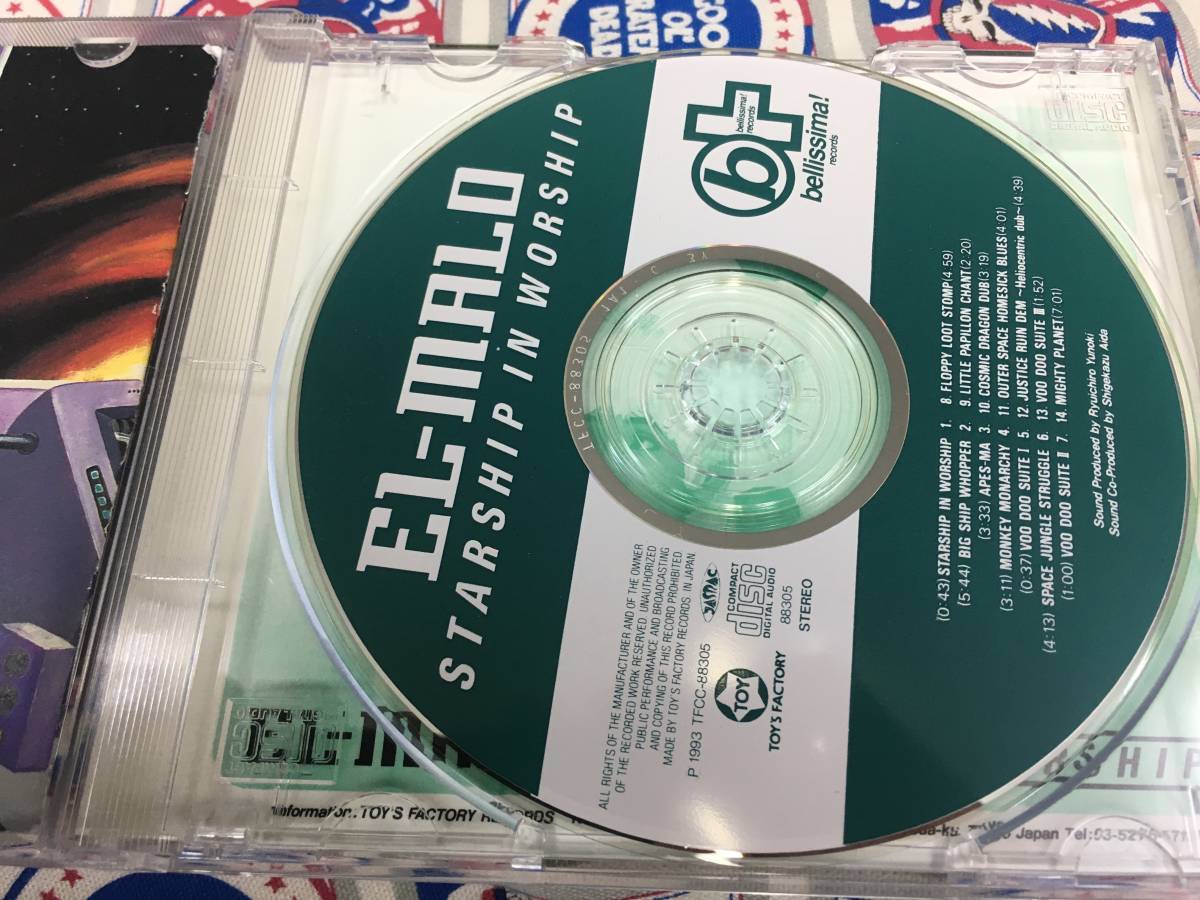 EL-MALO
STARSHIP IN WORSHIP
b
bellissima!
records
bellissima!
records
ALL RIGHTS OF THE MANUFACTURER AND OF THE OWNER
OF THE RECORDED WORK RESERVED. UNAUTHORIZED
PUBLIC PERFORMANCE AND BROADCASTING
AND COPYING OF THIS RECORD PROHIBITED.
MADE BY TOY'S FACTORY RECORDS. IN JAPAN.
P 1993 TFCC-88305
JASRAC
COMPACT
disc
DIGITAL AUDIO
88305
STEREO
TOY
TOY'S FACTORY
(0:43) STARSHIP IN WORSHIP 1.
(5:44) BIG SHIP WHOPPER 2.
(3:33) APES-MA 3.
(3:11) MONKEY MONARCHY 4.
(0:37) VOO DOO SUITE I 5.
(4:13) SPACE JUNGLE STRUGGLE 6.
(1:00) VOO DOO SUITE II 7.
8. FLOPPY LOOT STOMP(4:59)
9. LITTLE PAPILLON CHANT(2:20)
10. COSMIC DRAGON DUB(3:19)
11. OUTER SPACE HOMESICK BLUES(4:01)
12. JUSTICE RUIN DEM ~Heliocentric dub~(4:39)
13. VOO DOO SUITE III(1:52)
14. MIGHTY PLANET(7:01)
Sound Produced by Ryuichiro Yunoki
Sound Co-Produced by Shigekazu Aida
information: TOY'S FACTORY RECORDS
Japan Tel: